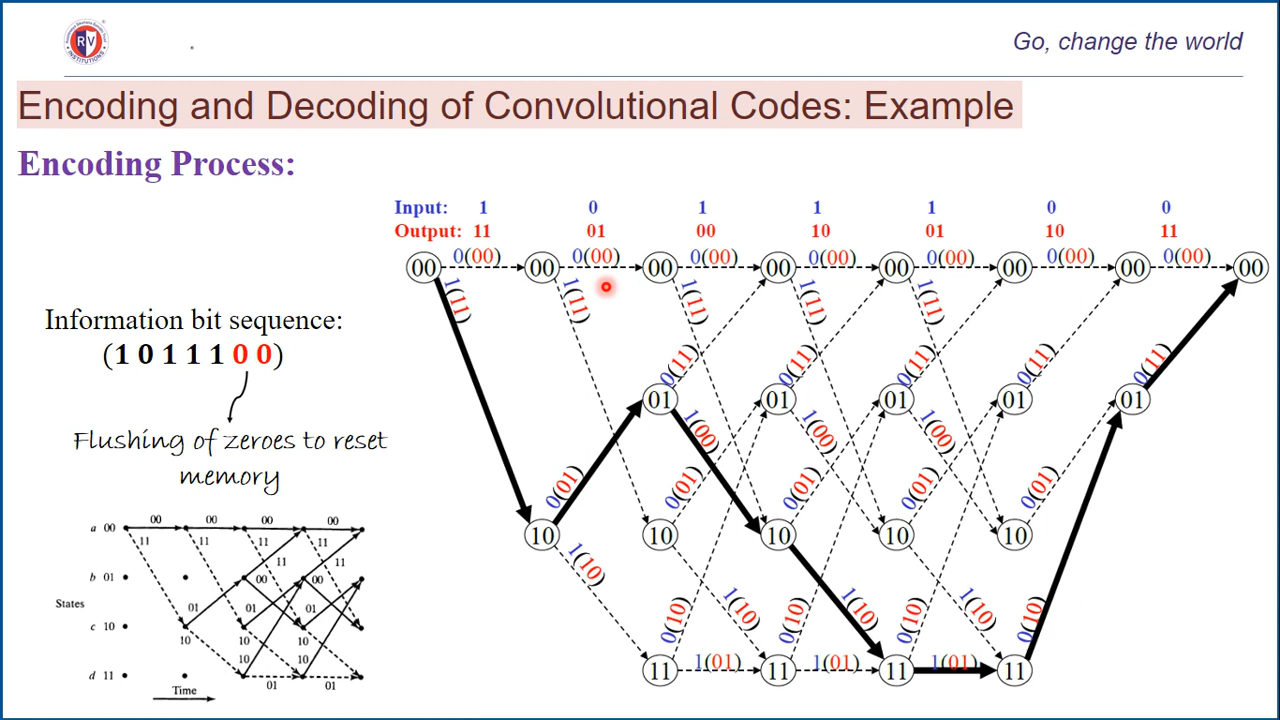 RV
INSTITUTIONS
Go, change the world
Encoding and Decoding of Convolutional Codes: Example
Encoding Process:
Input: 1 0 1 1 1 0 0
Output: 11 01 00 10 01 10 11
0(00) 0(00) 0(00) 0(00) 0(00) 0(00) 0(00)
00 00 00 00 00 00 00 00
1(11) 1(11) 1(11) 1(11) 1(11)
Information bit sequence:
(1 0 1 1 1 0 0)
0(11) 0(11) 0(11) 0(11) 0(11)
01 01 01 01 01
Flushing of zeroes to reset
memory
1(00) 1(00) 1(00)
0(01) 0(01) 0(01) 0(01) 0(01)
10 10 10 10 10
1(10) 1(10) 1(10) 1(10)
0(10) 0(10) 0(10) 0(10)
11 11 11 11
1(01) 1(01) 1(01)
00 00 00 00
a 00
11 11 11 11
11 11
b 01
00 00
States
01 01 01
c 10
10 10 10
10 10
d 11
01 01
Time